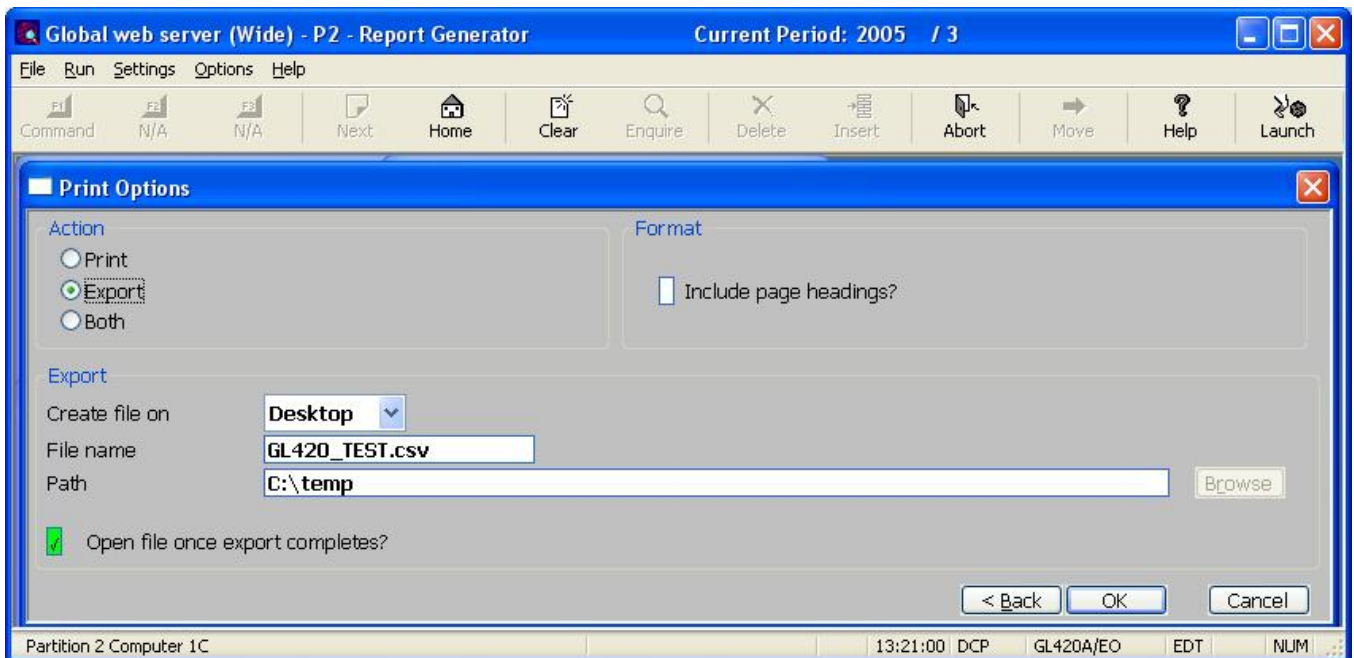 Global web server (Wide) - P2 - Report Generator Current Period: 2005 / 3
File Run Settings Options Help
F1 F2 F3
Command N/A N/A Next Home Clear Enquire Delete Insert Abort Move Help Launch
Print Options
Action Format
Print
Export Include page headings?
Both
Export
Create file on Desktop
File name GL420_TEST.csv
Path C:\temp Browse
Open file once export completes?
< Back OK Cancel
Partition 2 Computer 1C 13:21:00 DCP GL420A/EO EDT NUM